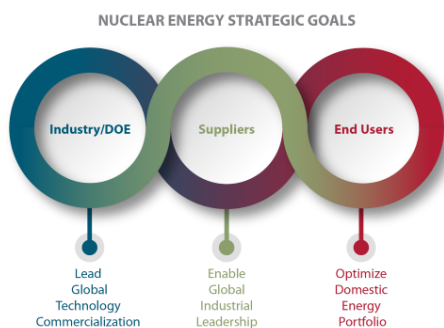 NUCLEAR ENERGY STRATEGIC GOALS
Industry/DOE
Suppliers
End Users
Lead
Global
Technology
Commercialization
Enable
Global
Industrial
Leadership
Optimize
Domestic
Energy
Portfolio